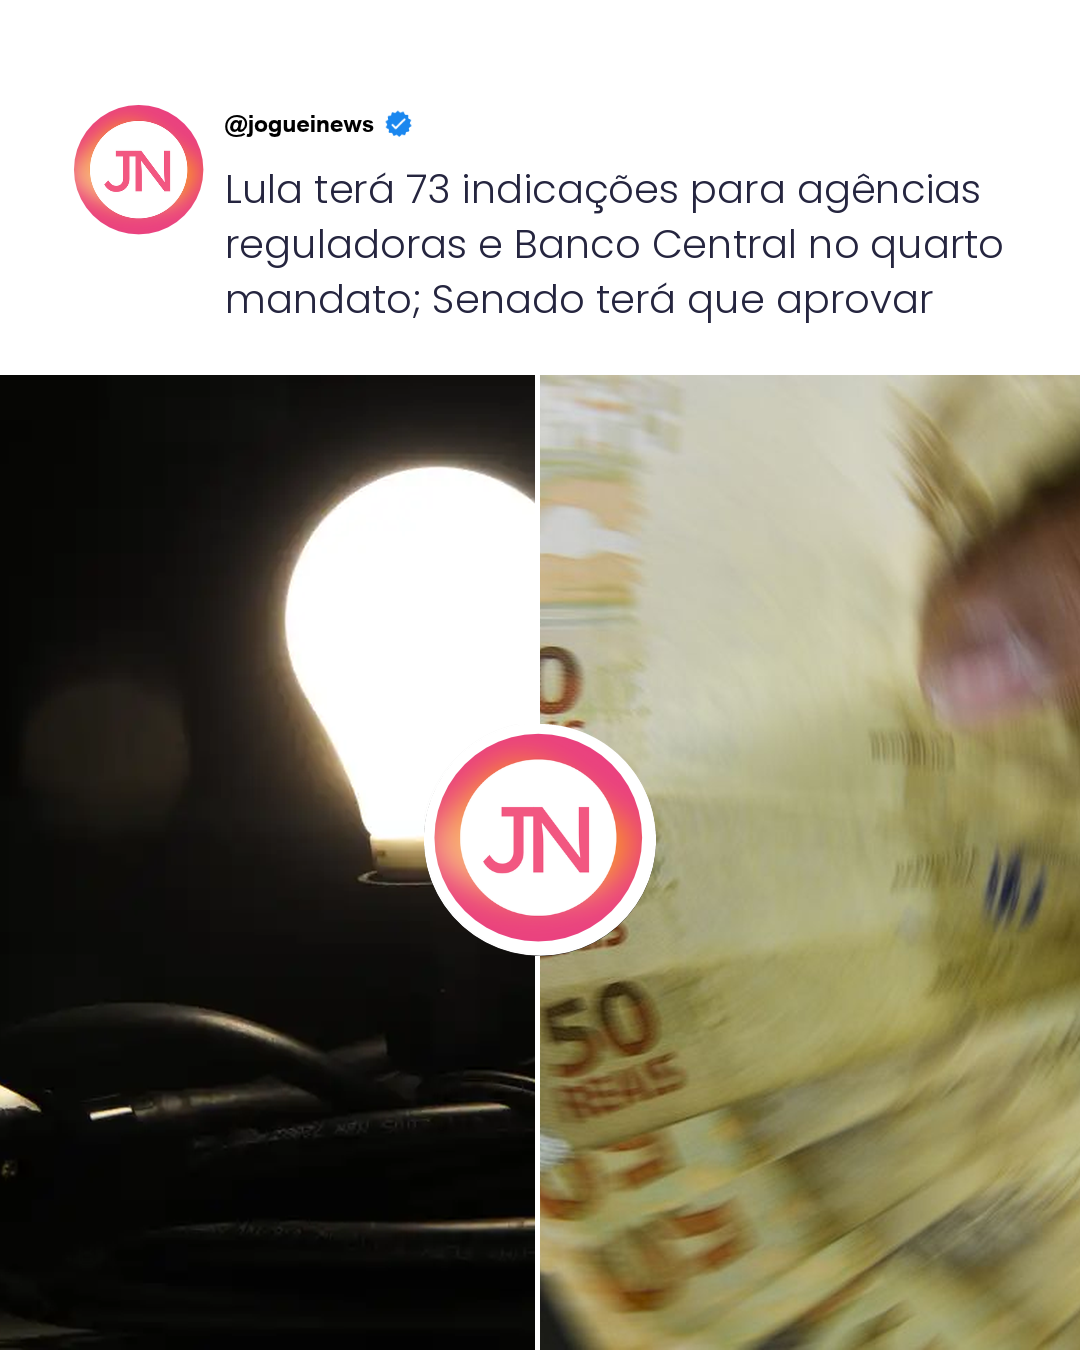 JN
@jogueinews
Lula terá 73 indicações para agências
reguladoras e Banco Central no quarto
mandato; Senado terá que aprovar
JN
50
REAIS